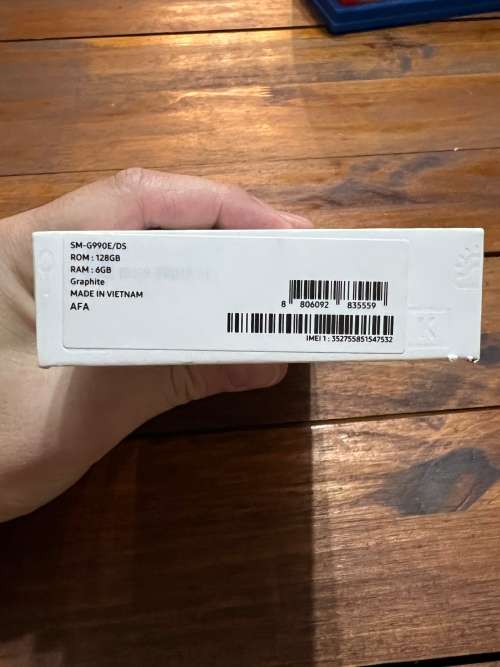 SM-G990E/DS
ROM : 128GB
RAM : 6GB
Graphite
MADE IN VIETNAM
AFA
8 806092 835559
IMEI 1 : 352755851547532
K